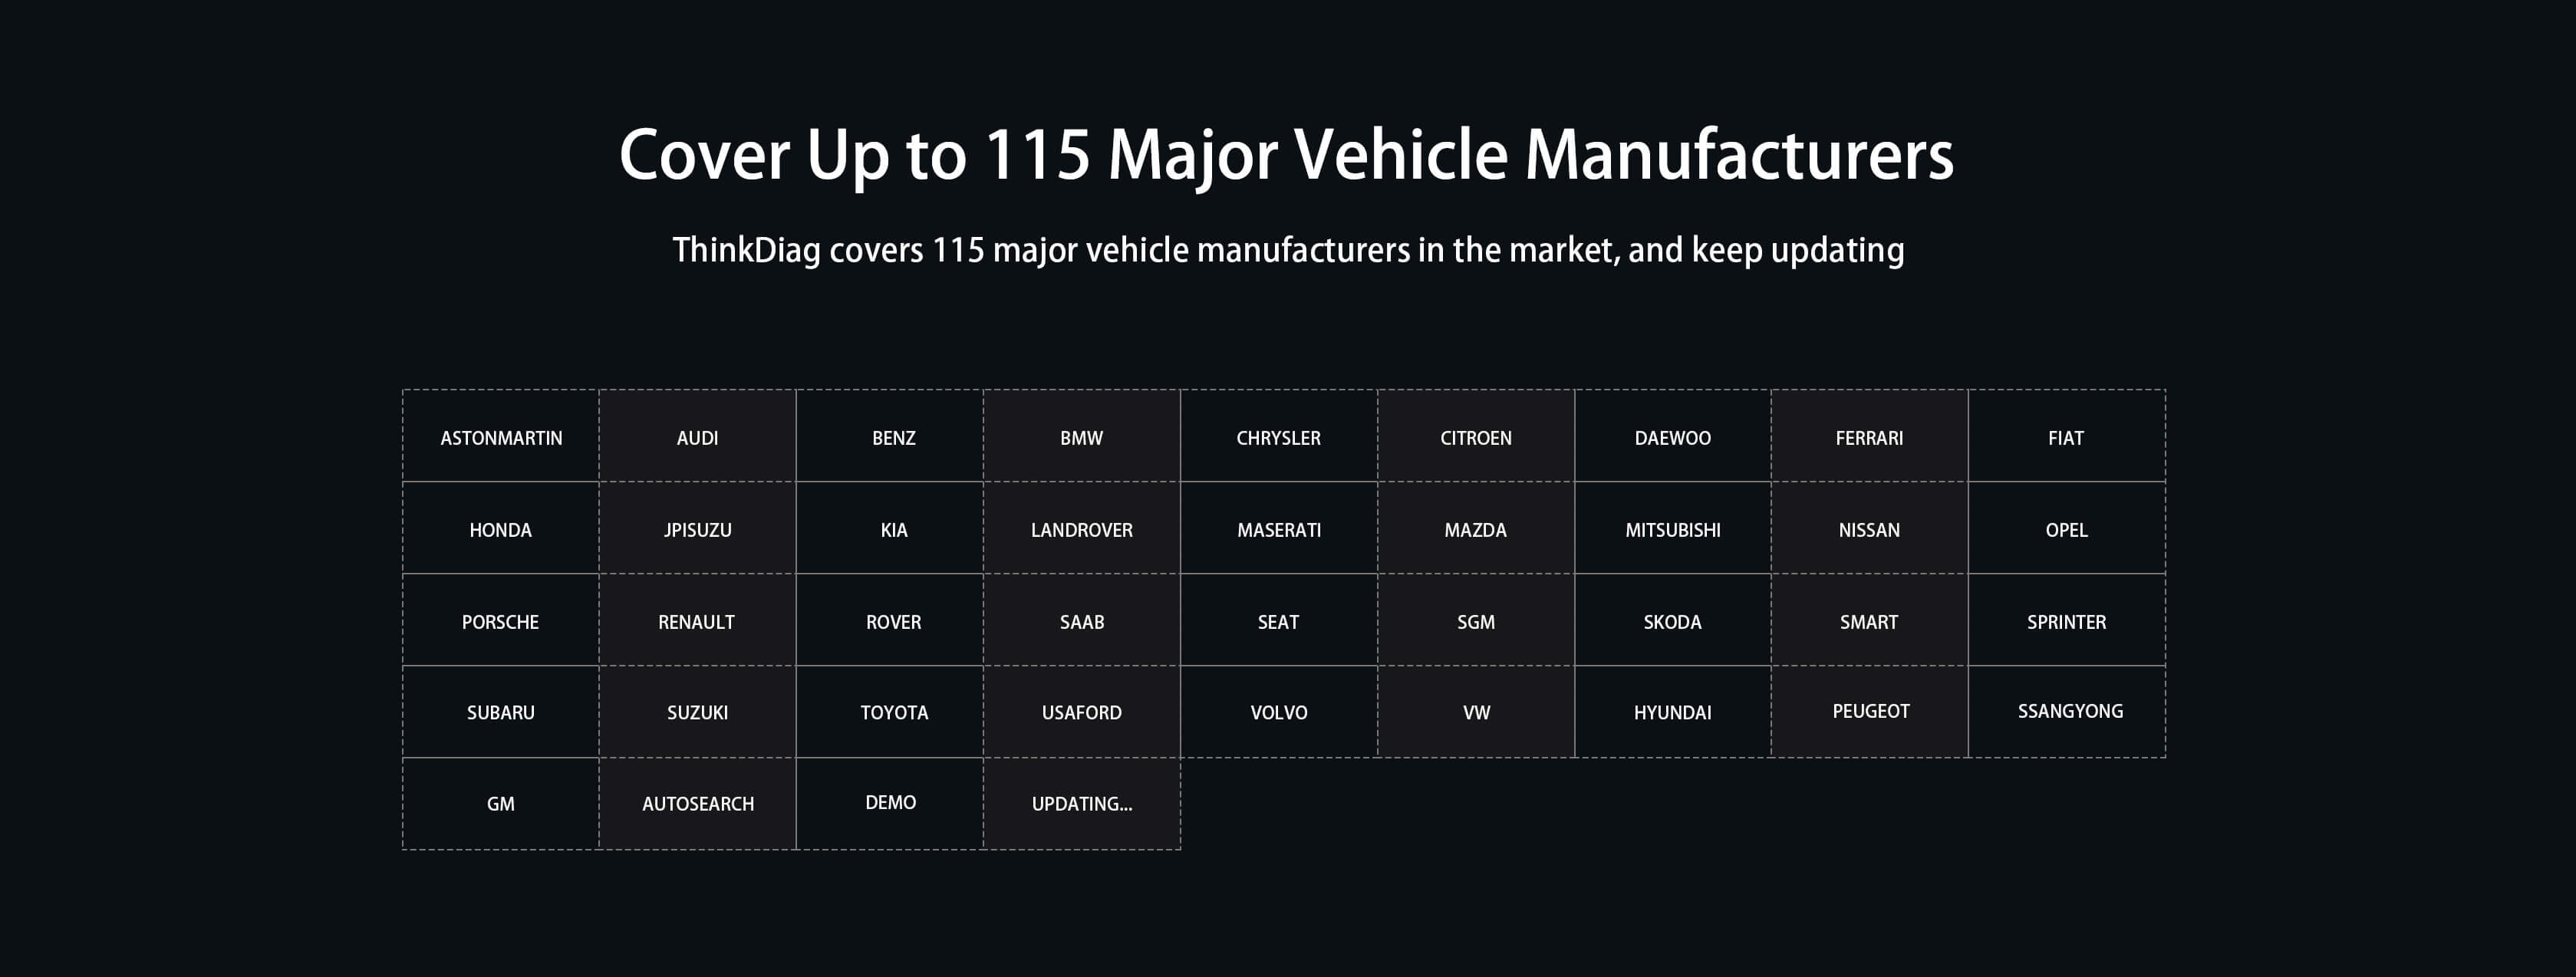 Cover Up to 115 Major Vehicle Manufacturers
ThinkDiag covers 115 major vehicle manufacturers in the market, and keep updating
ASTONMARTIN AUDI BENZ BMW CHRYSLER CITROEN DAEWOO FERRARI FIAT
HONDA JPISUZU KIA LANDROVER MASERATI MAZDA MITSUBISHI NISSAN OPEL
PORSCHE RENAULT ROVER SAAB SEAT SGM SKODA SMART SPRINTER
SUBARU SUZUKI TOYOTA USAFORD VOLVO VW HYUNDAI PEUGEOT SSANGYONG
GM AUTOSEARCH DEMO UPDATING...